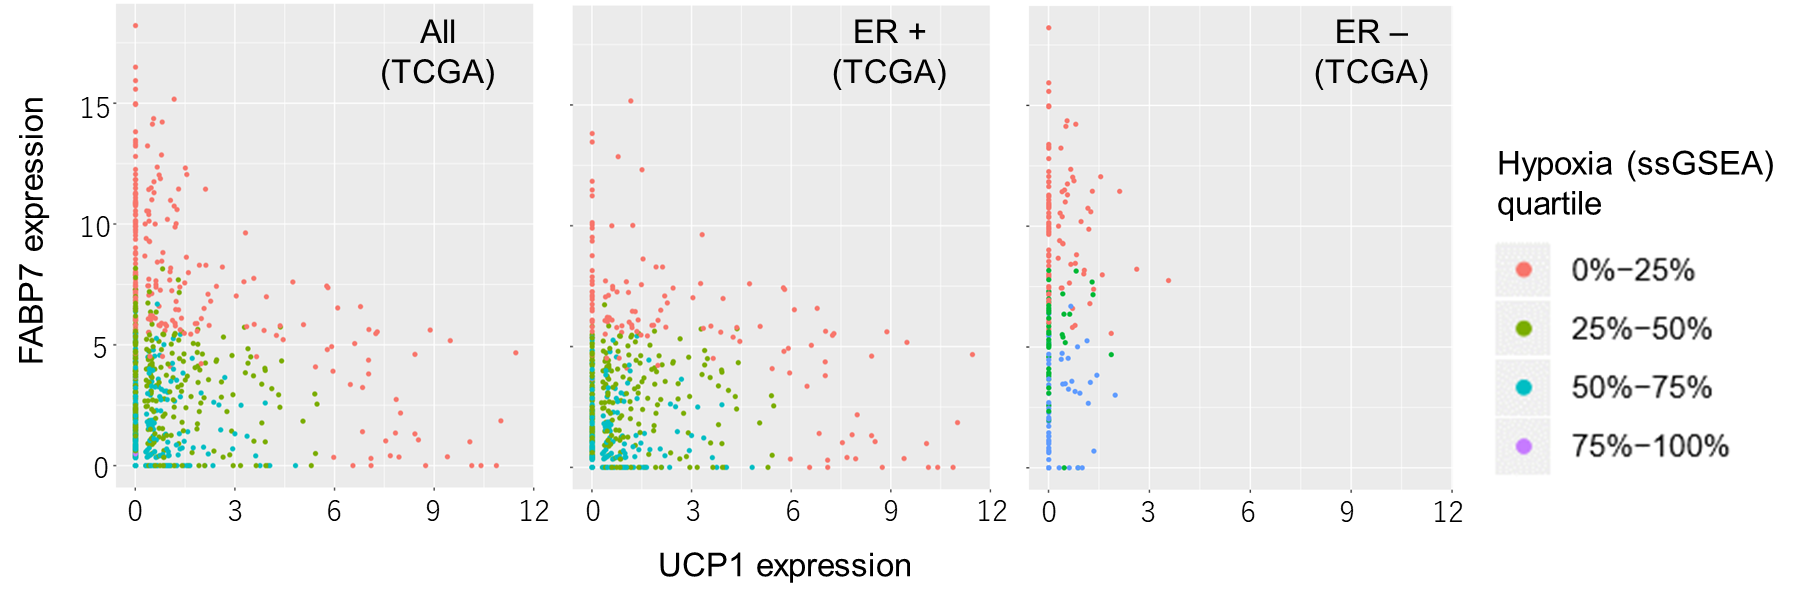 All
(TCGA)
ER +
(TCGA)
ER –
(TCGA)
FABP7 expression
15
10
5
0
0 3 6 9 12
0 3 6 9 12
0 3 6 9 12
UCP1 expression
Hypoxia (ssGSEA)
quartile
0%–25%
25%–50%
50%–75%
75%–100%